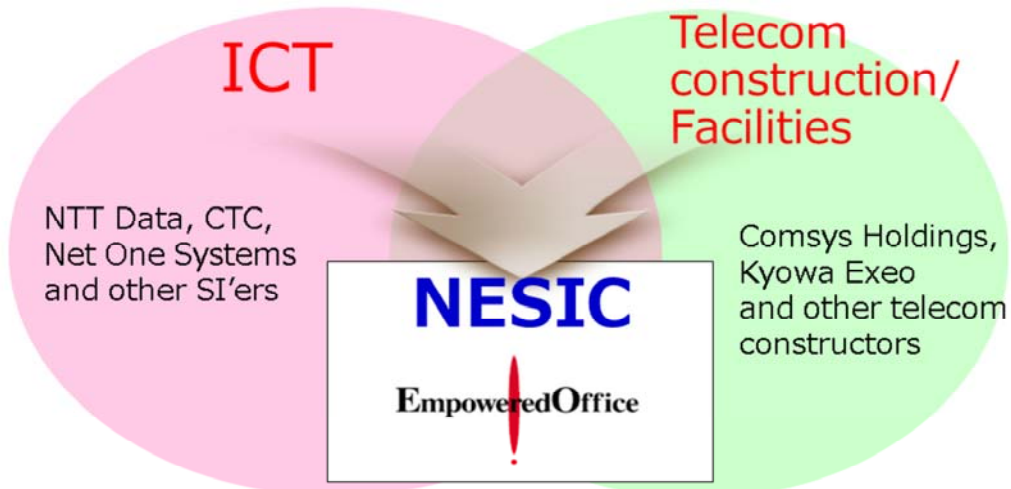 ICT
Telecom
construction/
Facilities
NTT Data, CTC,
Net One Systems
and other SI'ers
Comsys Holdings,
Kyowa Exeo
and other telecom
constructors
NESIC
EmpoweredOffice